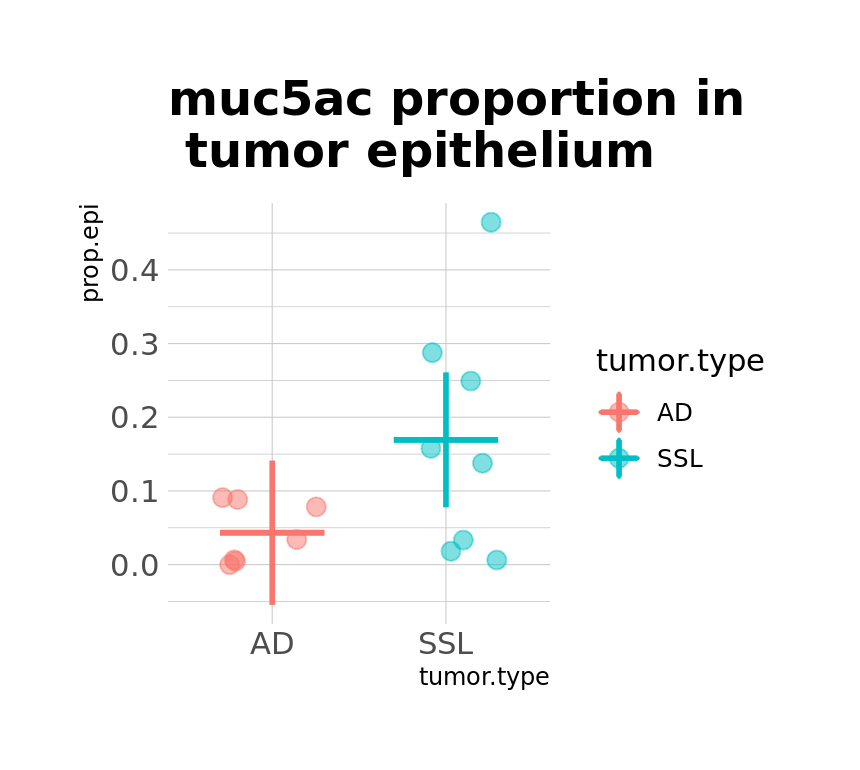 muc5ac proportion in
tumor epithelium
prop.epi
0.4
0.3
0.2
0.1
0.0
AD
SSL
tumor.type
tumor.type
AD
SSL